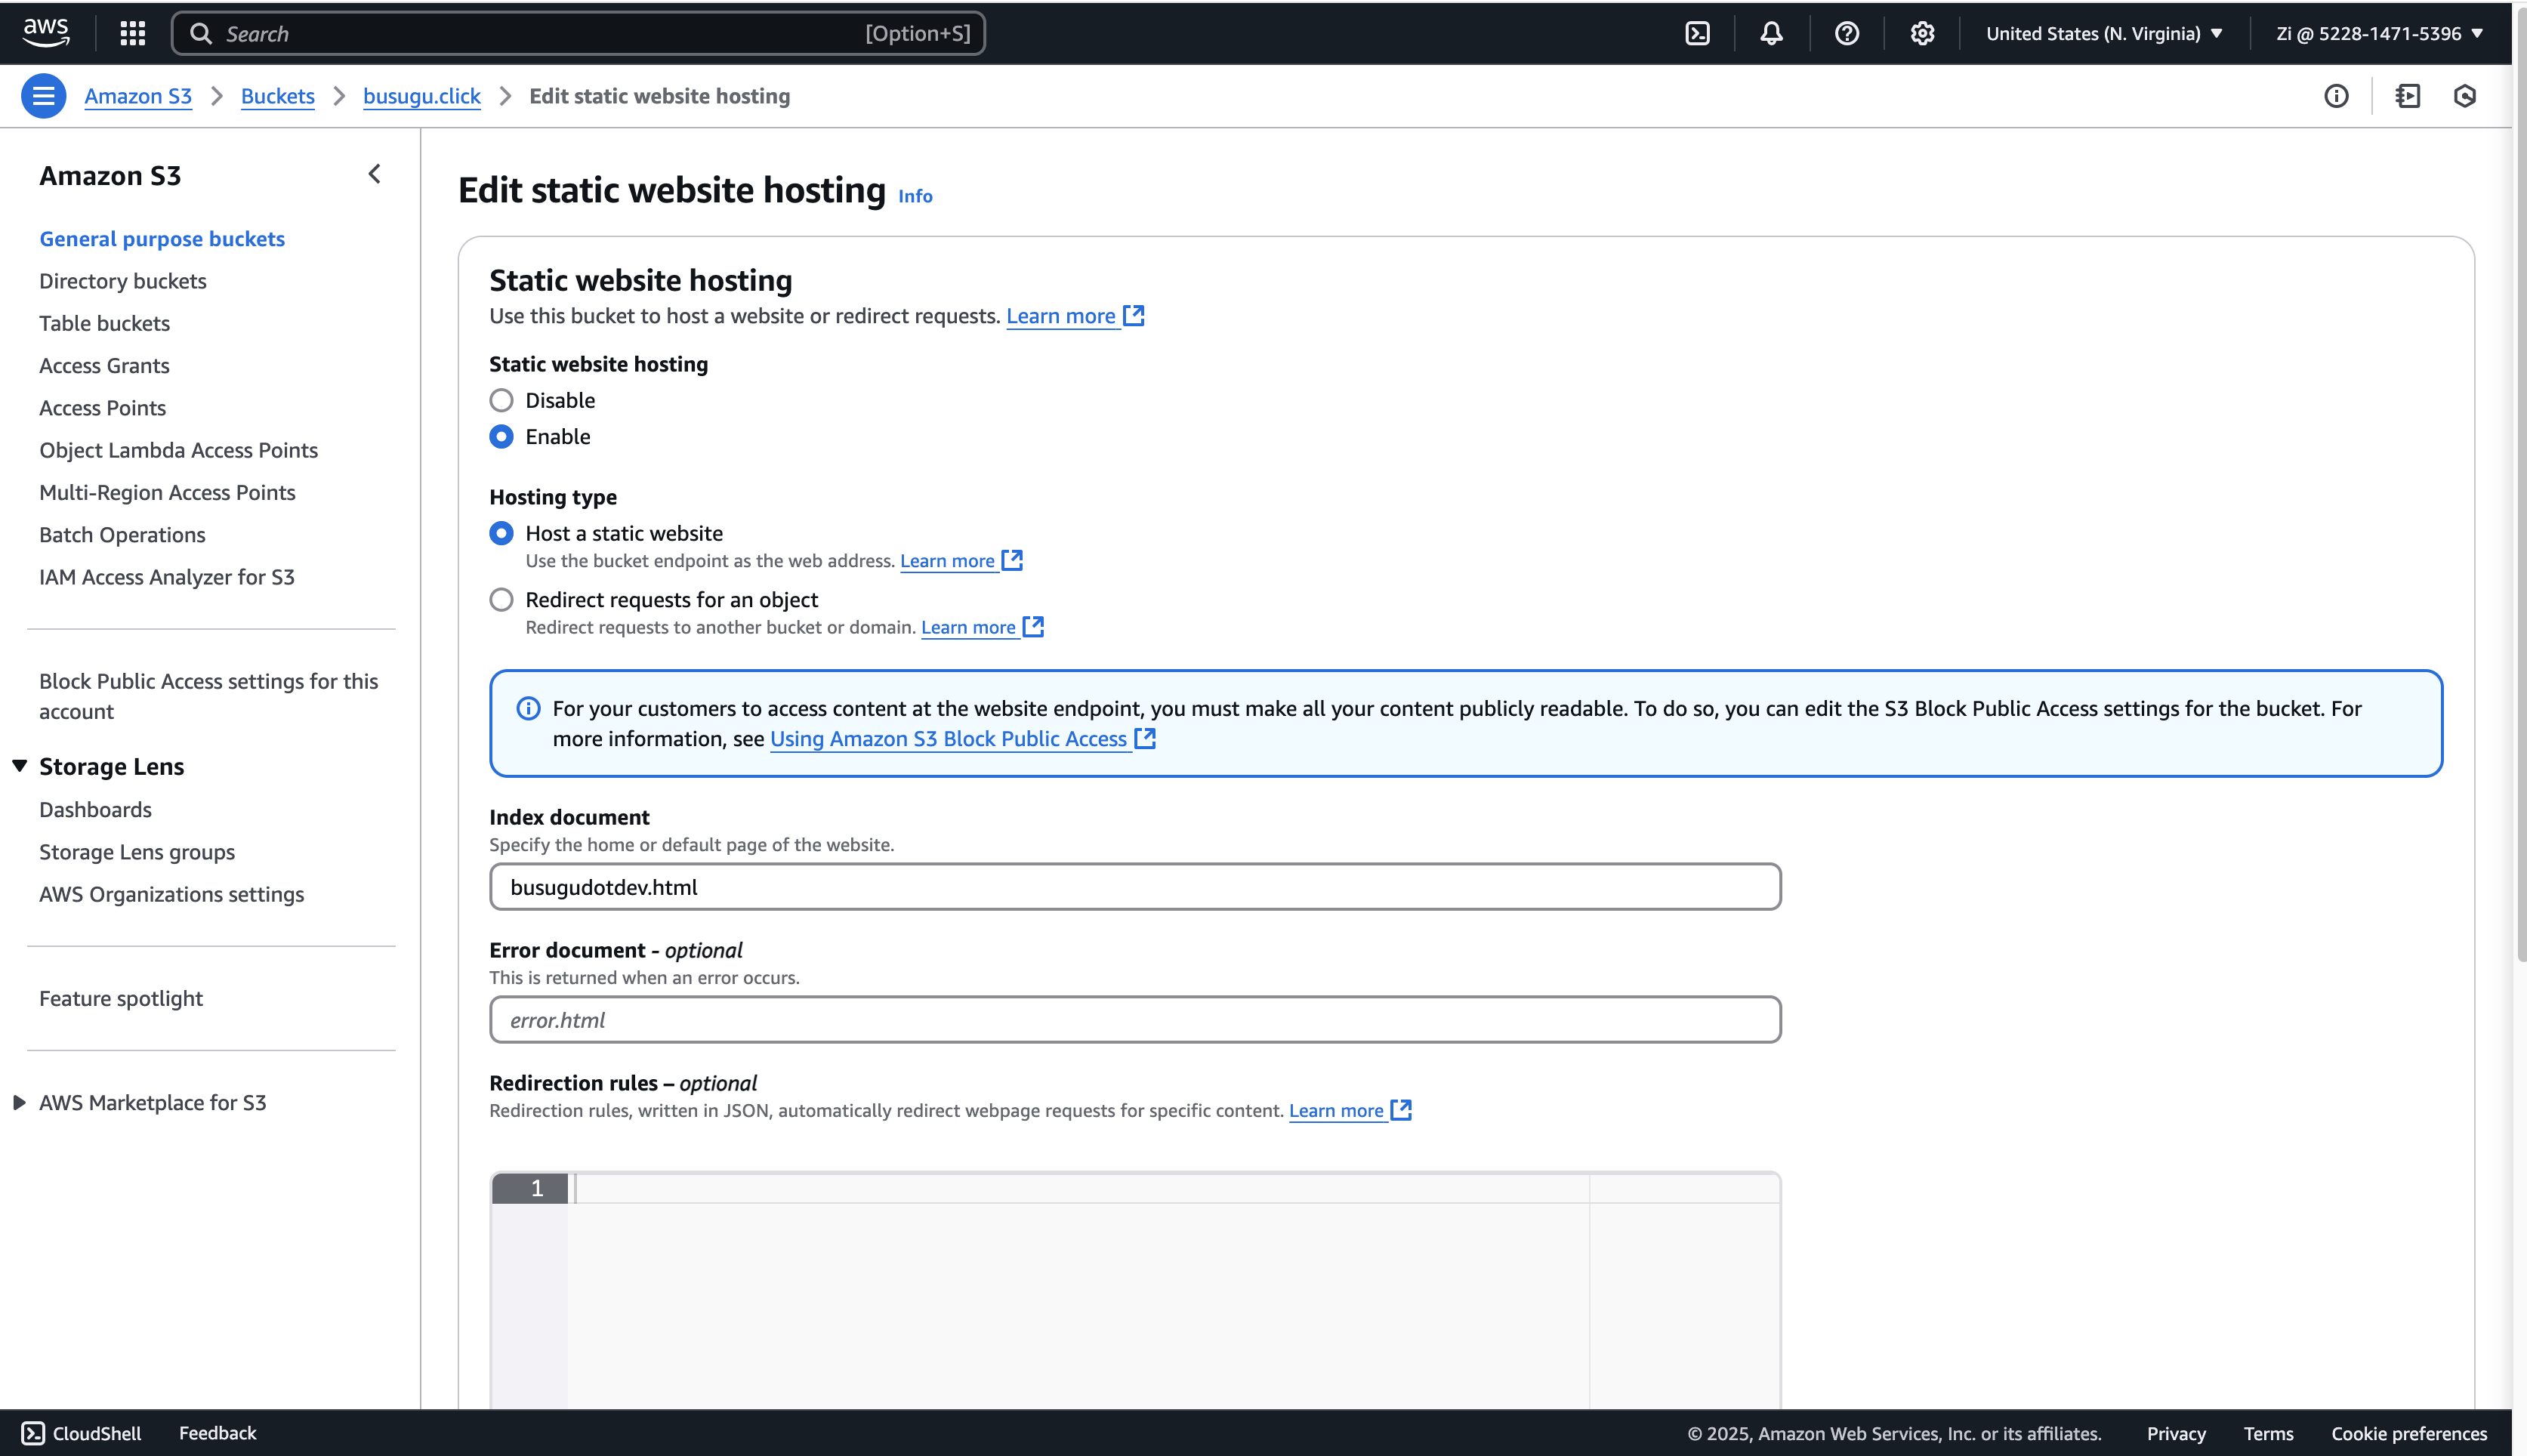 aws
Search
[Option+S]
United States (N. Virginia)
Zi @ 5228-1471-5396
Amazon S3
Buckets
busugu.click
Edit static website hosting
Amazon S3
General purpose buckets
Directory buckets
Table buckets
Access Grants
Access Points
Object Lambda Access Points
Multi-Region Access Points
Batch Operations
IAM Access Analyzer for S3
Block Public Access settings for this
account
Storage Lens
Dashboards
Storage Lens groups
AWS Organizations settings
Feature spotlight
AWS Marketplace for S3
Edit static website hosting Info
Static website hosting
Use this bucket to host a website or redirect requests. Learn more
Static website hosting
Disable
Enable
Hosting type
Host a static website
Use the bucket endpoint as the web address. Learn more
Redirect requests for an object
Redirect requests to another bucket or domain. Learn more
For your customers to access content at the website endpoint, you must make all your content publicly readable. To do so, you can edit the S3 Block Public Access settings for the bucket. For
more information, see Using Amazon S3 Block Public Access
Index document
Specify the home or default page of the website.
busugudotdev.html
Error document - optional
This is returned when an error occurs.
error.html
Redirection rules – optional
Redirection rules, written in JSON, automatically redirect webpage requests for specific content. Learn more
1
CloudShell
Feedback
© 2025, Amazon Web Services, Inc. or its affiliates.
Privacy
Terms
Cookie preferences